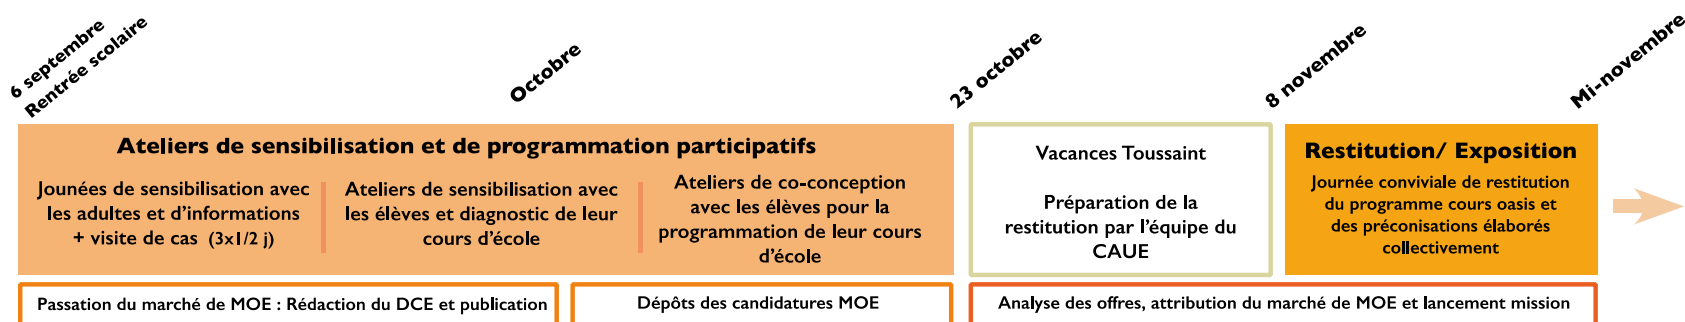 6 septembre
Rentrée scolaire
Octobre
23 octobre
8 novembre
Mi-novembre
Ateliers de sensibilisation et de programmation participatifs
Jounées de sensibilisation avec
les adultes et d'informations
+ visite de cas (3x1/2 j)
Ateliers de sensibilisation avec
les élèves et diagnostic de leur
cours d'école
Ateliers de co-conception
avec les élèves pour la
programmation de leur cours
d'école
Vacances Toussaint
Préparation de la
restitution par l'équipe du
CAUE
Restitution/ Exposition
Journée conviviale de restitution
du programme cours oasis et
des préconisations élaborés
collectivement
Passation du marché de MOE : Rédaction du DCE et publication
Dépôts des candidatures MOE
Analyse des offres, attribution du marché de MOE et lancement mission